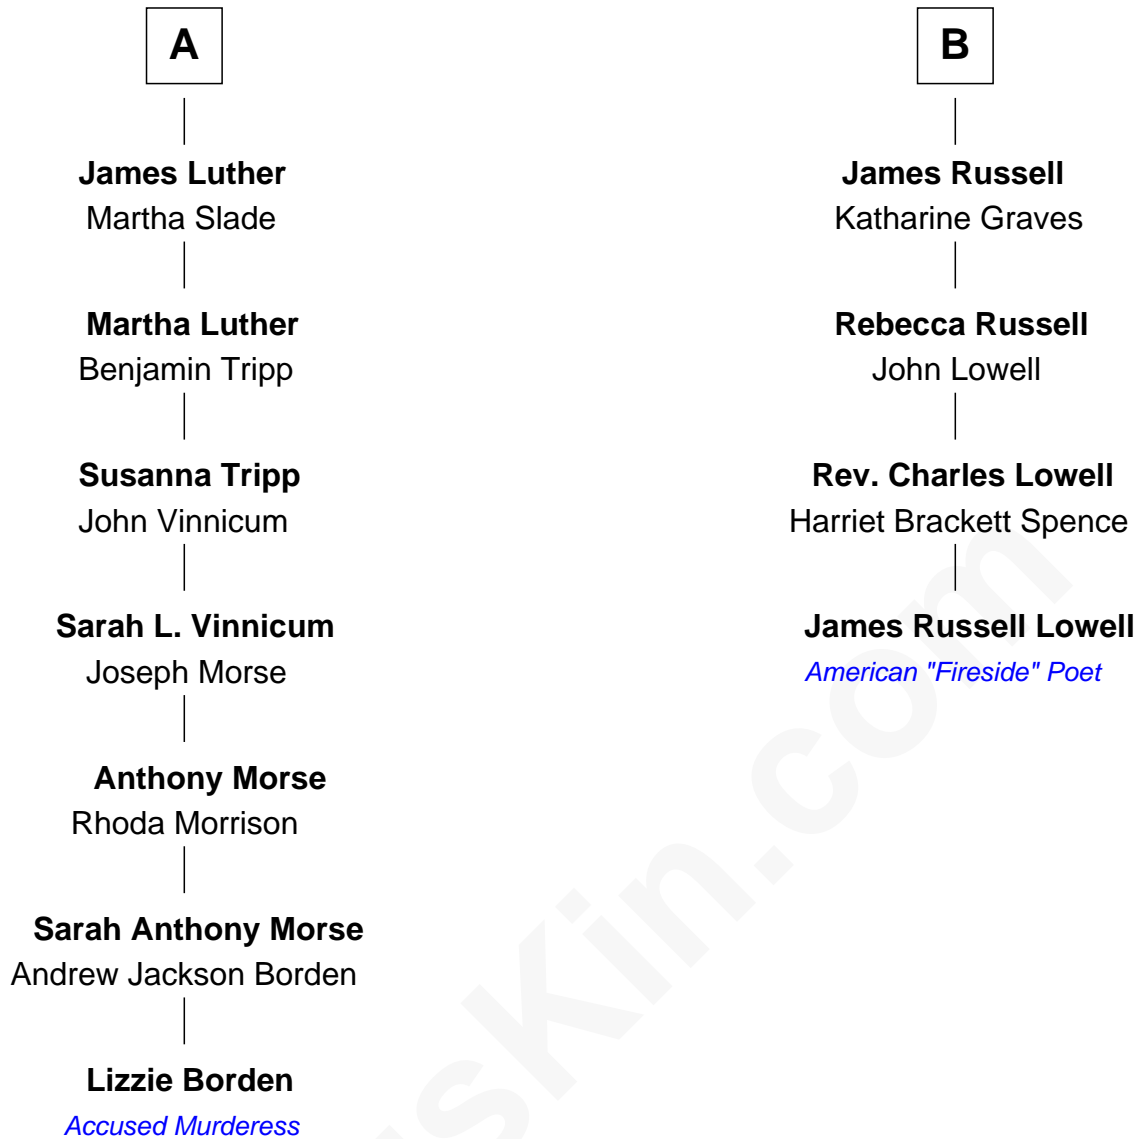 A
James Luther
Martha Slade
Martha Luther
Benjamin Tripp
Susanna Tripp
John Vinnicum
Sarah L. Vinnicum
Joseph Morse
Anthony Morse
Rhoda Morrison
Sarah Anthony Morse
Andrew Jackson Borden
Lizzie Borden
Accused Murderess
B
James Russell
Katharine Graves
Rebecca Russell
John Lowell
Rev. Charles Lowell
Harriet Brackett Spence
James Russell Lowell
American "Fireside" Poet